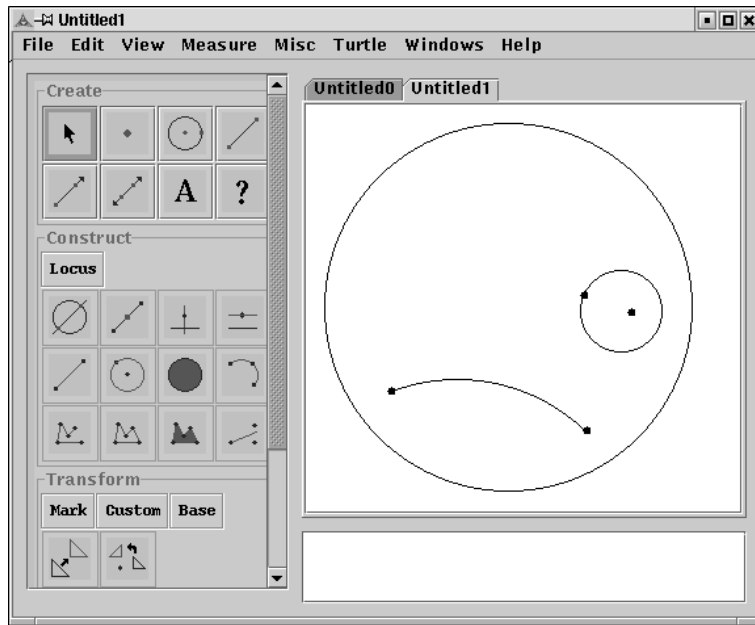 Untitled1
File Edit View Measure Misc Turtle Windows Help
Create
A ?
Construct
Locus
Transform
Mark Custom Base
Untitled0 Untitled1